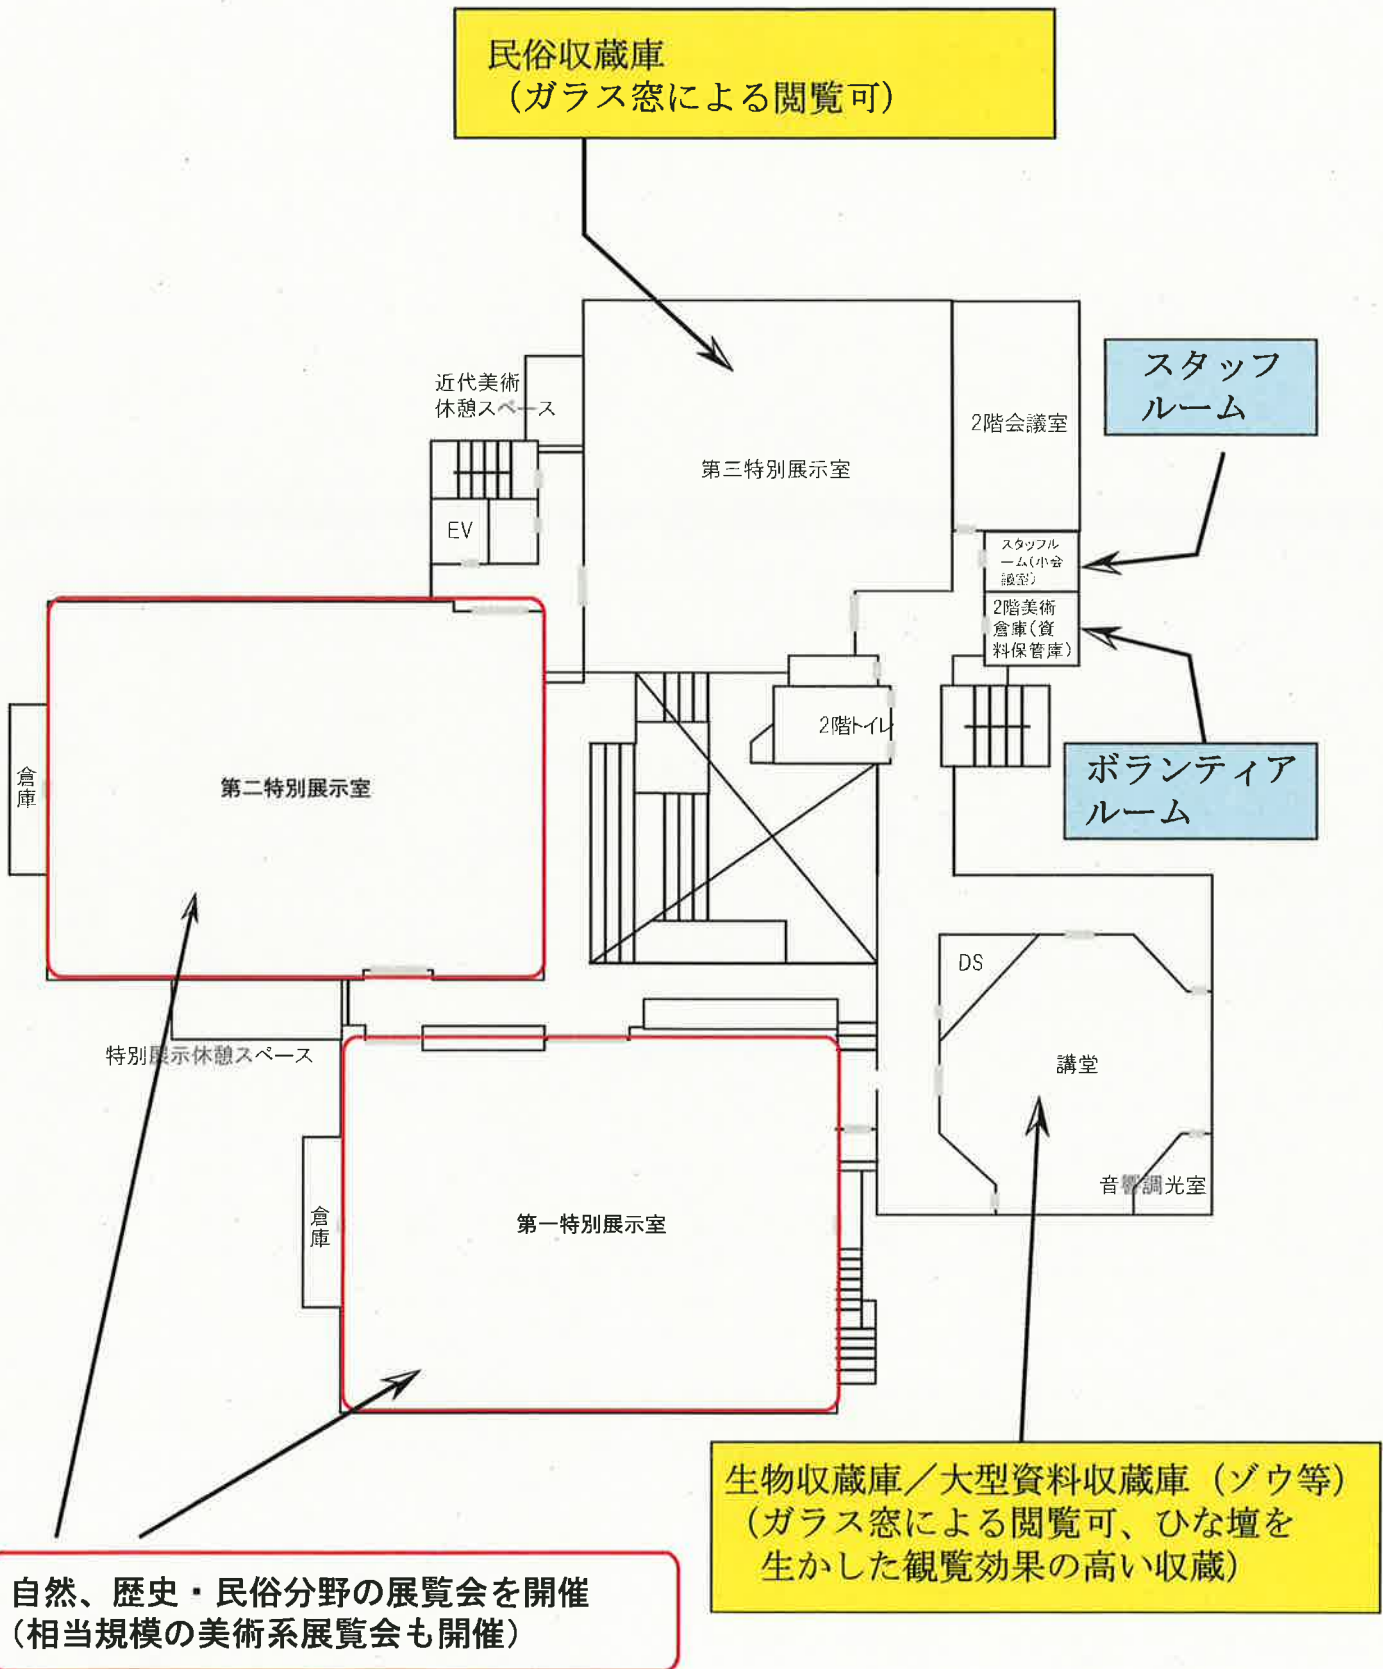 民俗収蔵庫
（ガラス窓による閲覧可）
近代美術
休憩スペース
2階会議室
スタッフ
ルーム
第三特別展示室
EV
スタッフル
ーム(小会
議室)
2階美術
倉庫(資
料保管庫)
2階トイレ
ボランティア
ルーム
倉庫
第二特別展示室
DS
特別展示休憩スペース
講堂
音響調光室
倉庫
第一特別展示室
生物収蔵庫／大型資料収蔵庫（ゾウ等）
（ガラス窓による閲覧可、ひな壇を
生かした観覧効果の高い収蔵）
自然、歴史・民俗分野の展覧会を開催
（相当規模の美術系展覧会も開催）